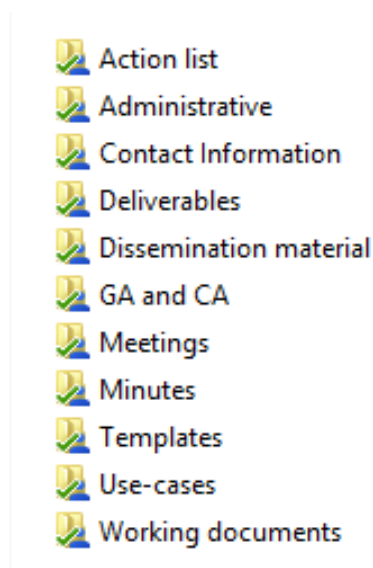 Action list
Administrative
Contact Information
Deliverables
Dissemination material
GA and CA
Meetings
Minutes
Templates
Use-cases
Working documents